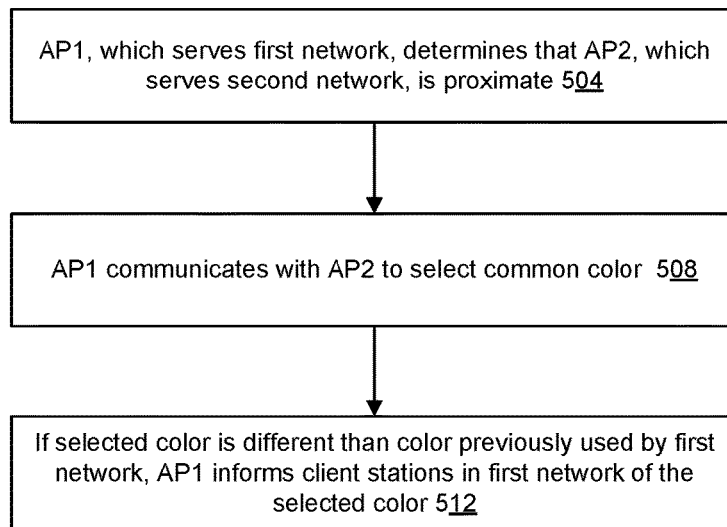 AP1, which serves first network, determines that AP2, which
serves second network, is proximate 504
AP1 communicates with AP2 to select common color 508
If selected color is different than color previously used by first
network, AP1 informs client stations in first network of the
selected color 512